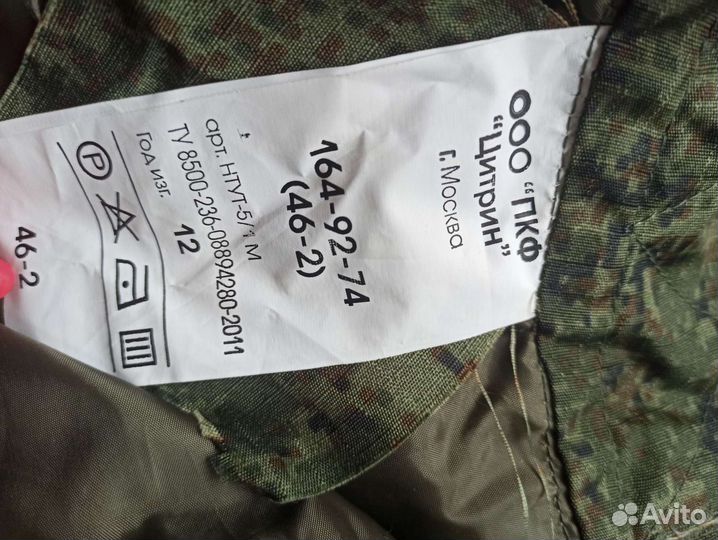 ООО "ПКФ
"Цитрин"
г. Москва
164-92-74
(46-2)
арт. НТУТ-5/1 М
ТУ 8500-236-08894280-2011
Год изг. 12
P
46-2
Avito